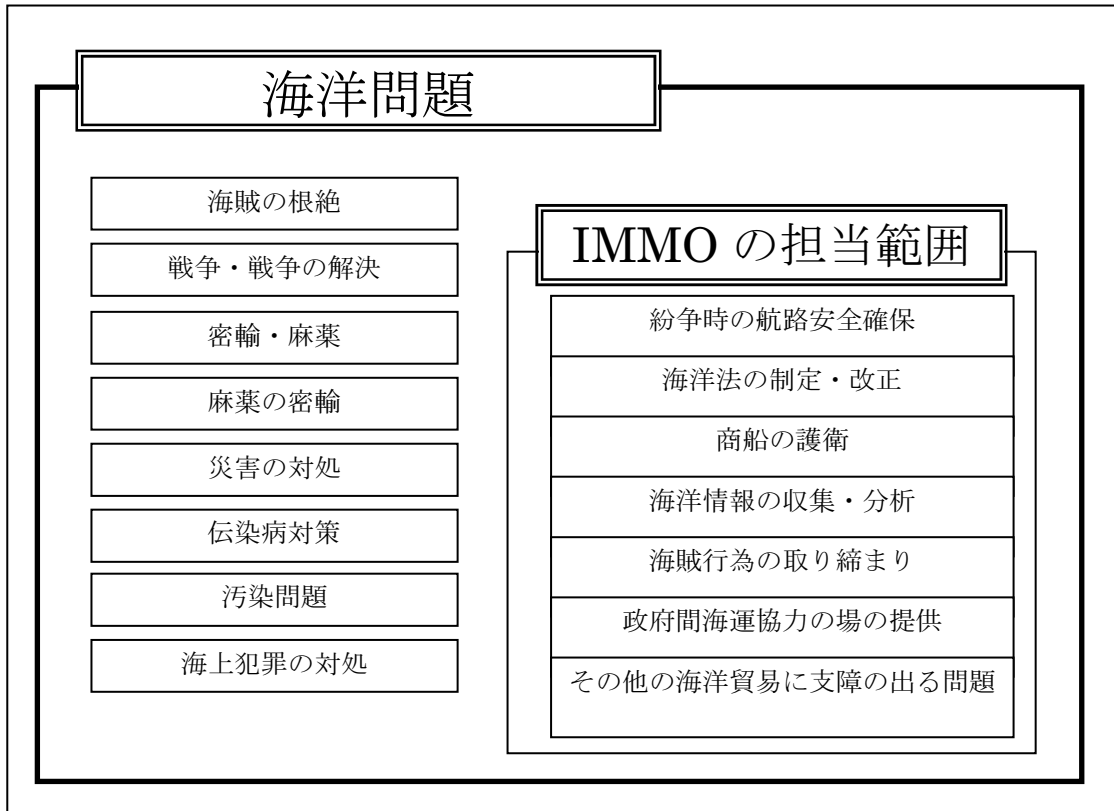 海洋問題
海賊の根絶
戦争・戦争の解決
密輸・麻薬
麻薬の密輸
災害の対処
伝染病対策
汚染問題
海上犯罪の対処
IMMO の担当範囲
紛争時の航路安全確保
海洋法の制定・改正
商船の護衛
海洋情報の収集・分析
海賊行為の取り締まり
政府間海運協力の場の提供
その他の海洋貿易に支障の出る問題